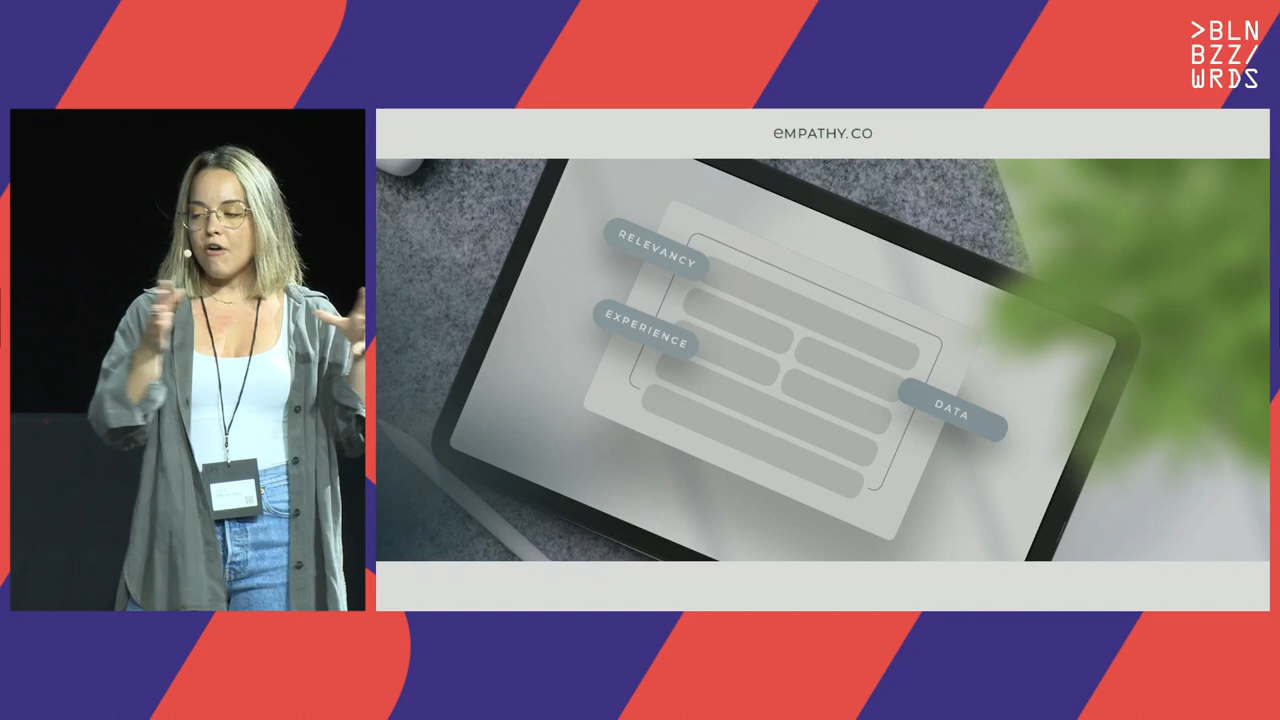 >BLN
BZZ/
WRDS
eMPATHY.CO
RELEVANCY
EXPERIENCE
DATA